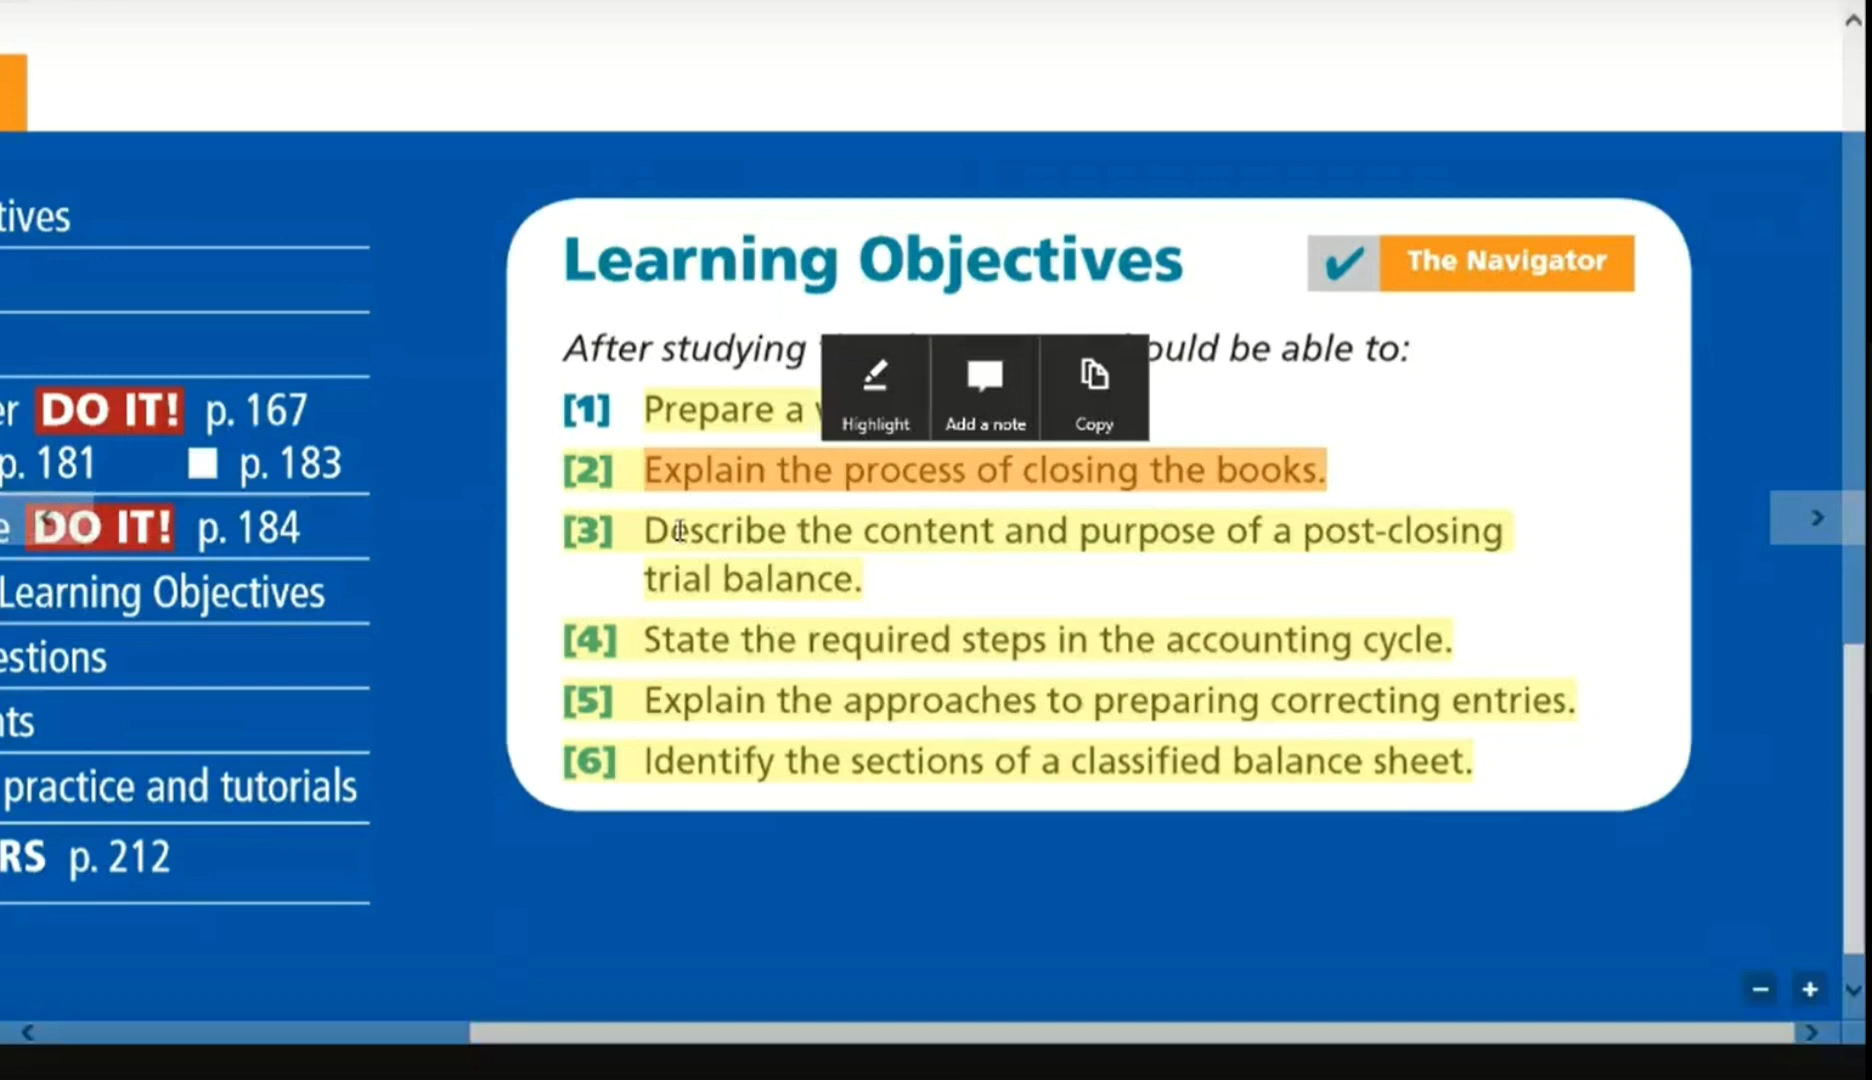 tives
er DO IT! p. 167
p. 181 p. 183
e DO IT! p. 184
Learning Objectives
estions
nts
practice and tutorials
RS p. 212
Learning Objectives
The Navigator
After studying ould be able to:
Highlight
Add a note
Copy
[1] Prepare a
[2] Explain the process of closing the books.
[3] Describe the content and purpose of a post-closing
trial balance.
[4] State the required steps in the accounting cycle.
[5] Explain the approaches to preparing correcting entries.
[6] Identify the sections of a classified balance sheet.